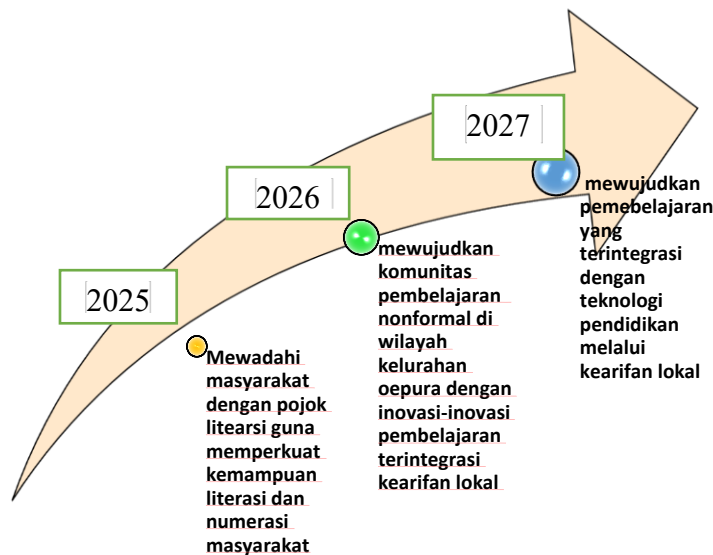 2025
Mewadahi
masyarakat
dengan pojok
litearsi guna
memperkuat
kemampuan
literasi dan
numerasi
masyarakat
2026
mewujudkan
komunitas
pembelajaran
nonformal di
wilayah
kelurahan
oepura dengan
inovasi-inovasi
pembelajaran
terintegrasi
kearifan lokal
2027
mewujudkan
pemebelajaran
yang
terintegrasi
dengan
teknologi
pendidikan
melalui
kearifan lokal